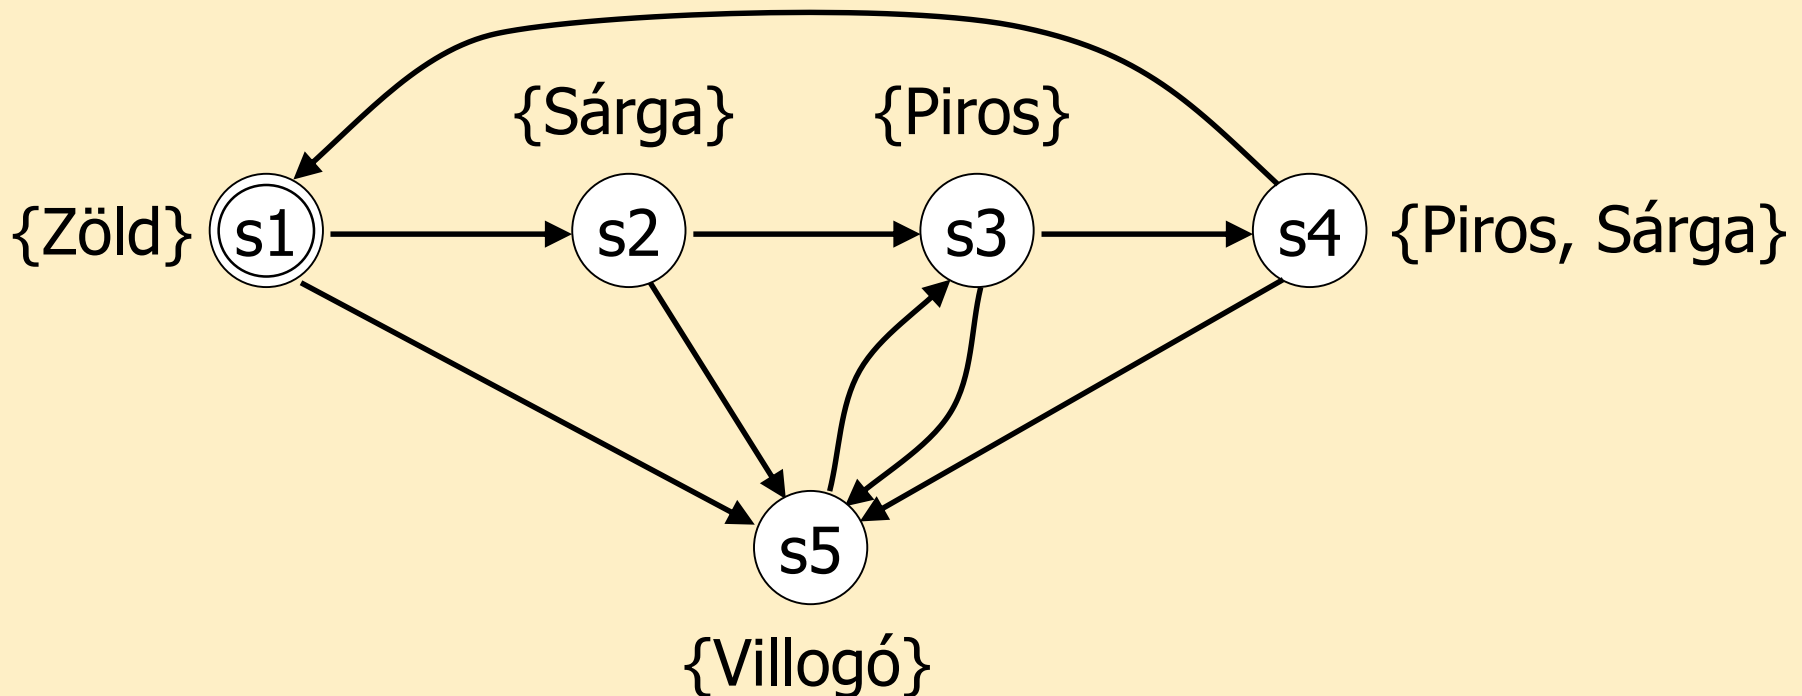 {Sárga} {Piros}
{Zöld} s1 s2 s3 s4 {Piros, Sárga}
s5
{Villogó}